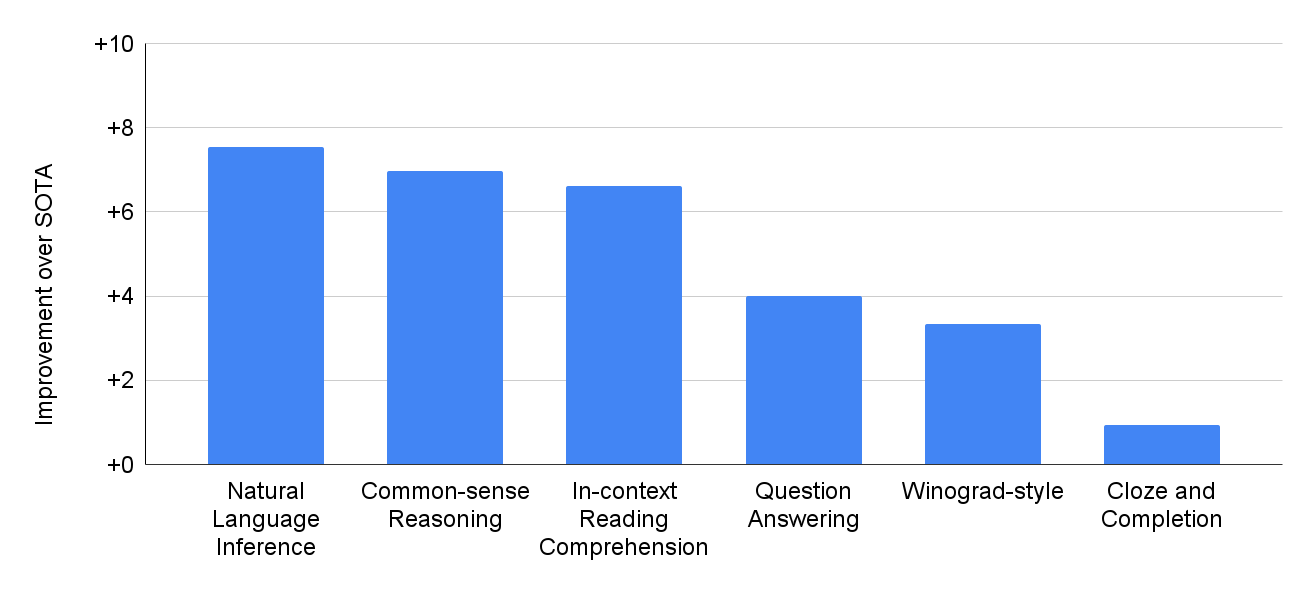 +10
+8
+6
+4
+2
+0
Improvement over SOTA
Natural
Language
Inference
Common-sense
Reasoning
In-context
Reading
Comprehension
Question
Answering
Winograd-style
Cloze and
Completion